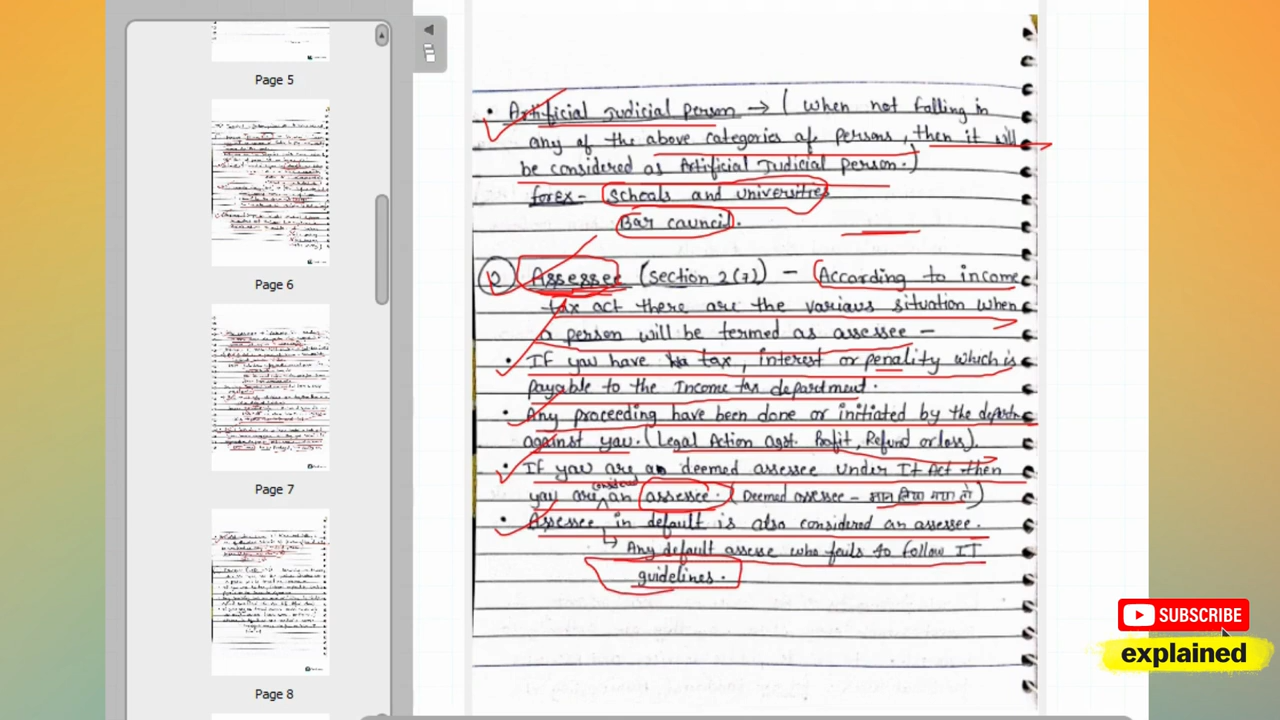 Page 5
Page 6
Page 7
Page 8
• Artificial Judicial Person → ( when not falling in
any of the above categories of persons, then it will
be considered as Artificial Judicial person.)
forex- Schools and universities
Bar council.
② Assessee (section 2(7)) - According to income
tax act there are the various situation when
a person will be termed as assessee -
• IF you have tax, interest or penality which is
payable to the Income tax department.
• Any proceeding have been done or initiated by the
against you. (Legal Action agst. Profit, Refund or loss).
• If you are an deemed assessee under It Act then
you are considered an assessee. (Deemed assessee - मान लिया गया हो)
• Assessee in default is also considered an assessee.
↳ Any default assesse who fails to follow IT
guidelines.
SUBSCRIBE
explained